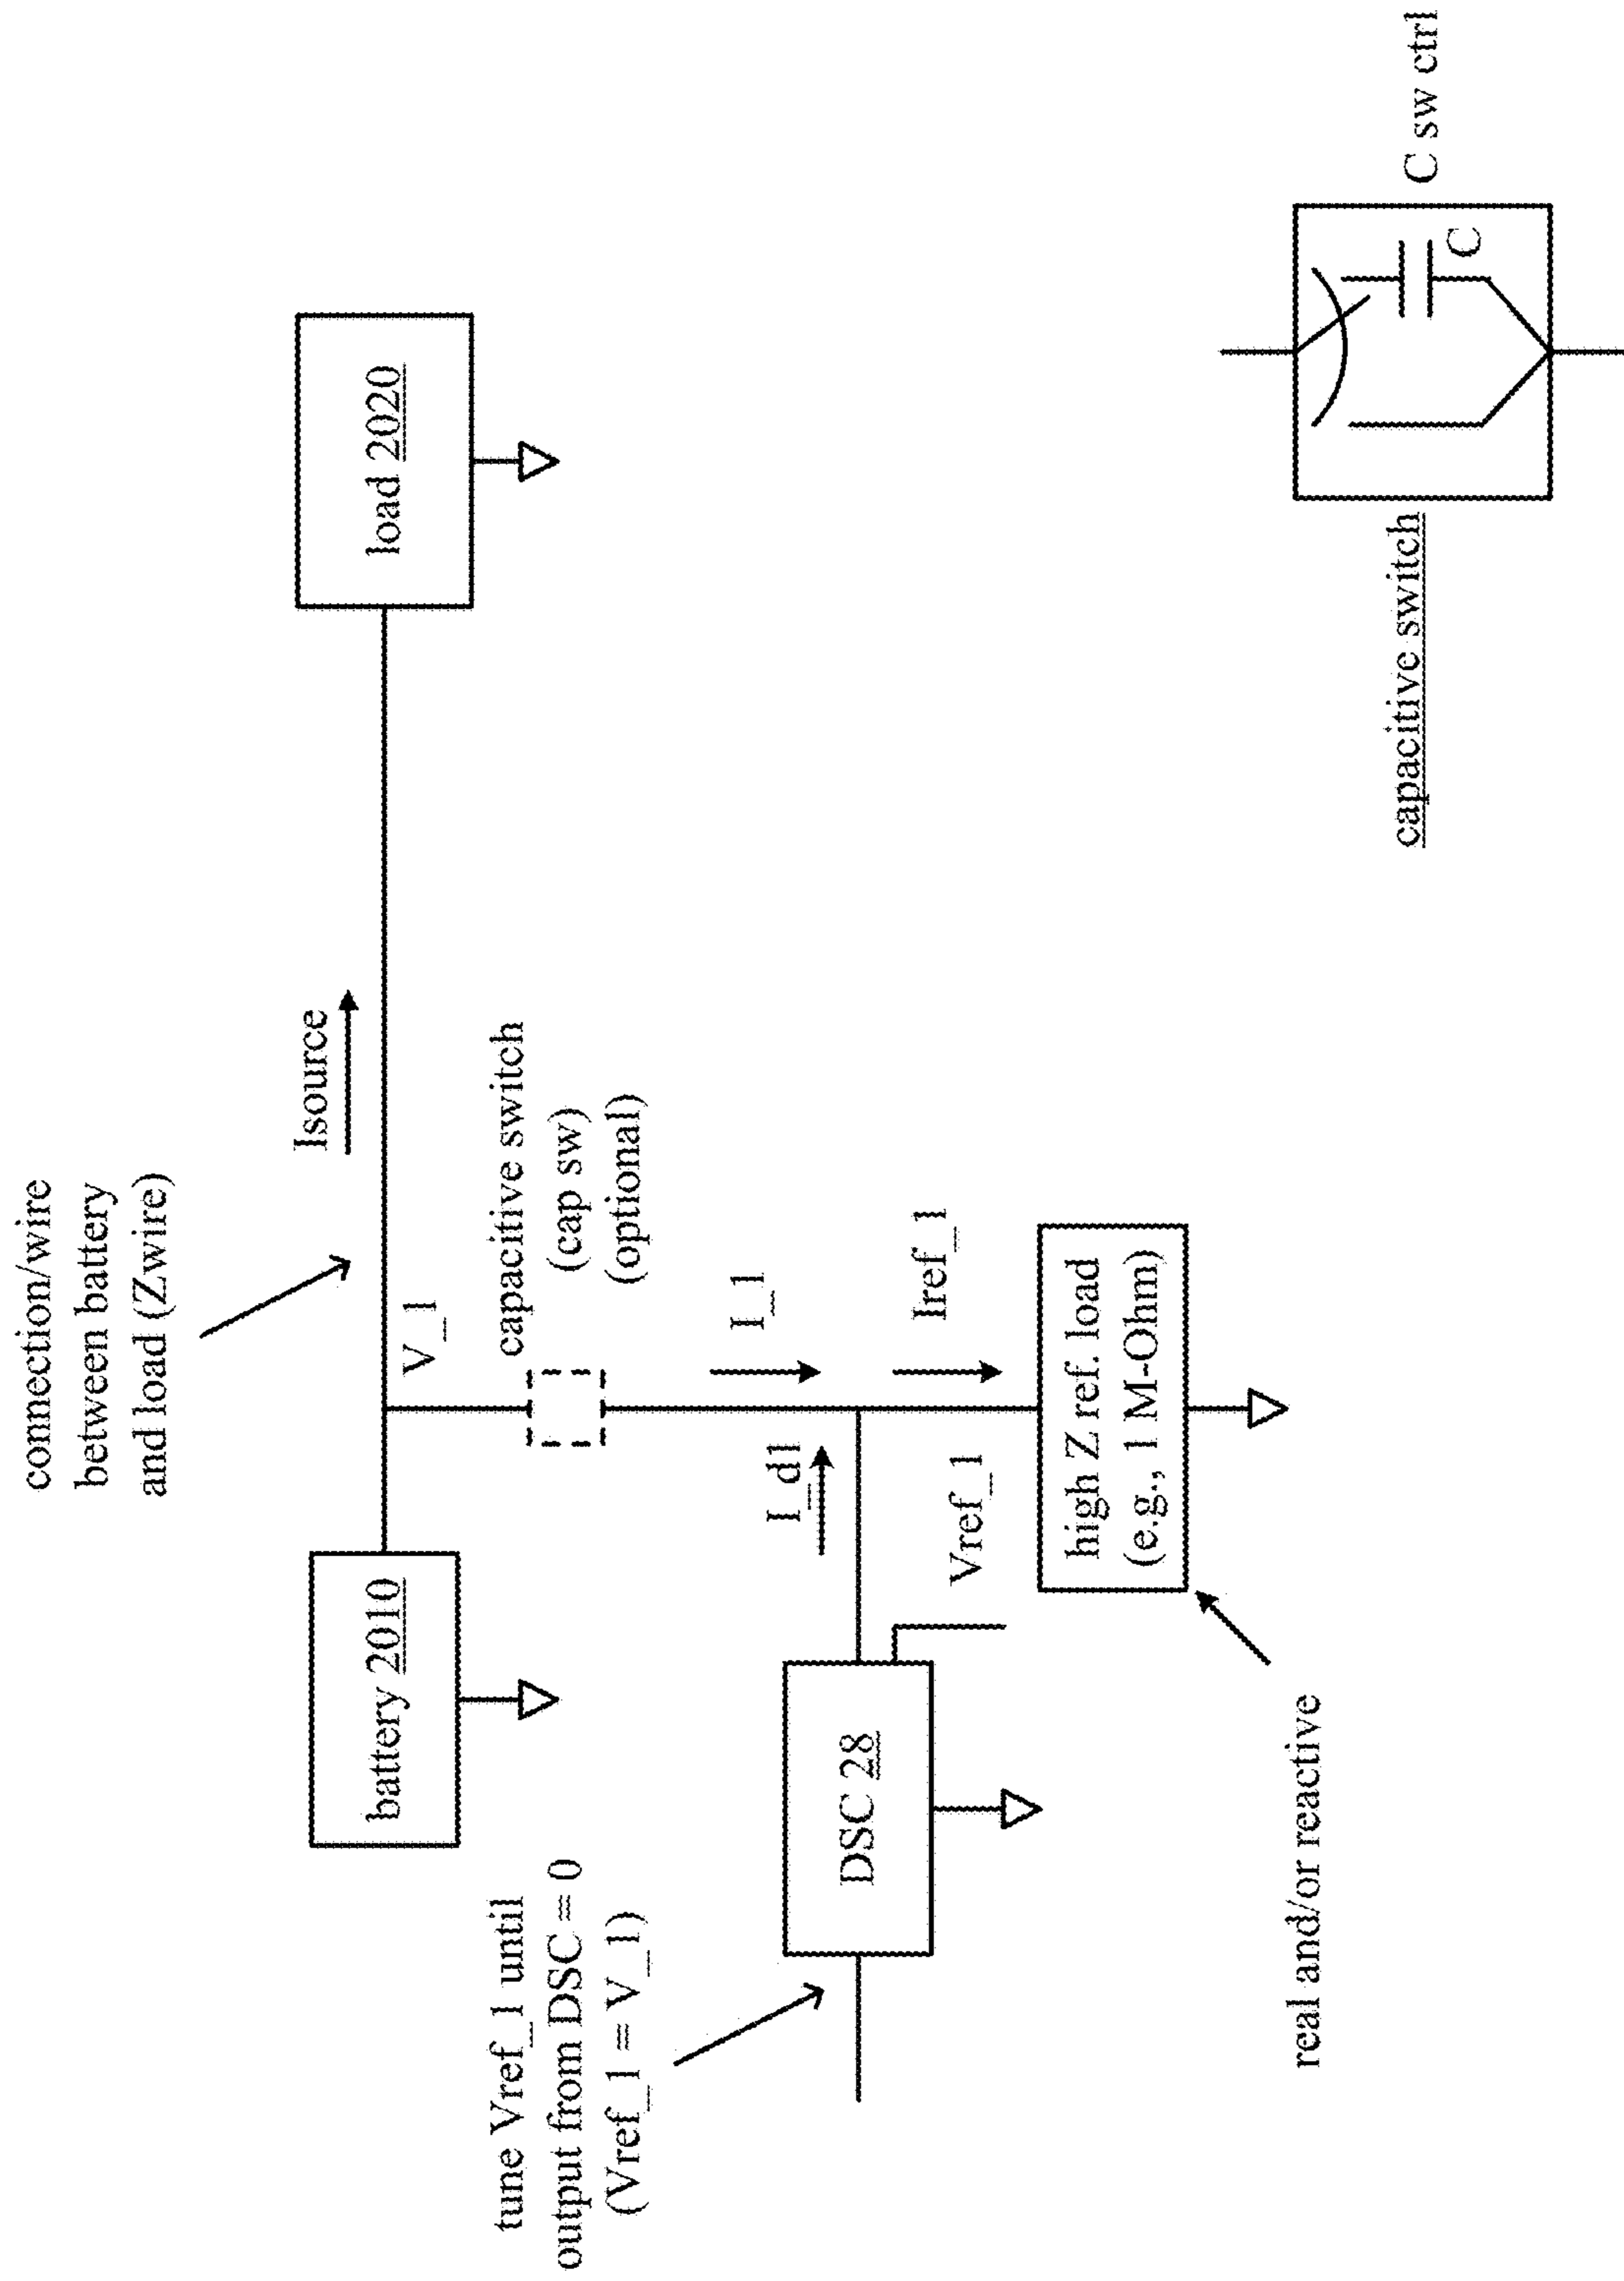 connection/wire
between battery
and load (Zwire)
Isource
battery 2010
load 2020
V_1
capacitive switch
(cap sw)
(optional)
tune Vref_1 until
output from DSC = 0
(Vref_1 = V_1)
I_1
I_d1
Iref_1
DSC 28
Vref_1
high Z ref. load
(e.g., 1 M-Ohm)
real and/or reactive
capacitive switch
C
C sw ctrl